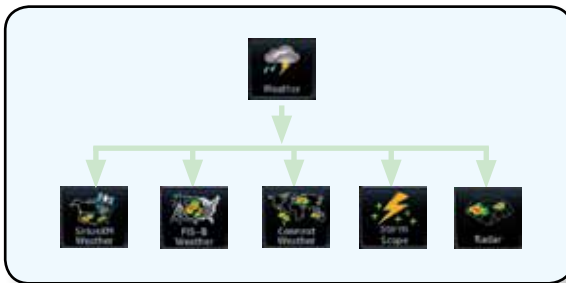 Weather
SiriusXM
Weather
FIS-B
Weather
Connext
Weather
Storm
Scope
Radar